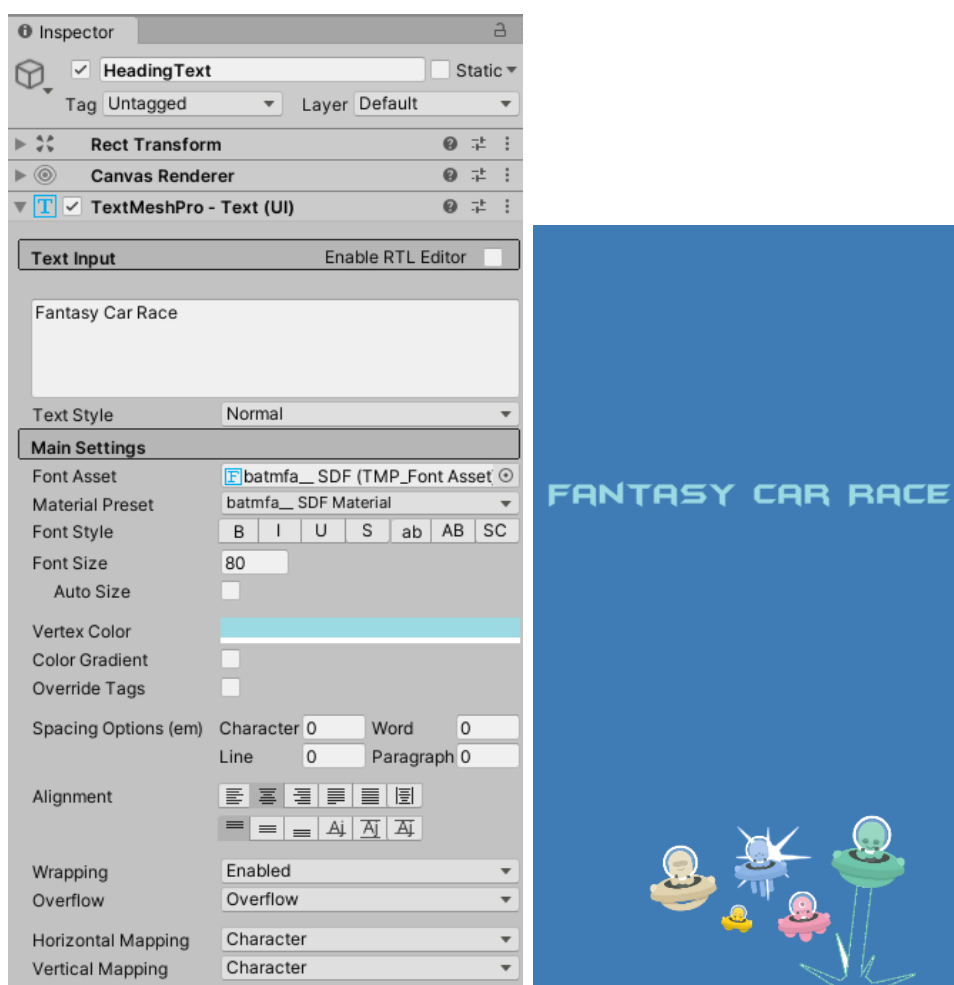 Inspector
HeadingText Static
Tag Untagged Layer Default
Rect Transform
Canvas Renderer
T TextMeshPro - Text (UI)
Text Input Enable RTL Editor
Fantasy Car Race
Text Style Normal
Main Settings
Font Asset F batmfa__ SDF (TMP_Font Asset)
Material Preset batmfa__ SDF Material
Font Style B I U S ab AB SC
Font Size 80
Auto Size
Vertex Color
Color Gradient
Override Tags
Spacing Options (em) Character 0 Word 0
Line 0 Paragraph 0
Alignment
Wrapping Enabled
Overflow Overflow
Horizontal Mapping Character
Vertical Mapping Character
FANTASY CAR RACE